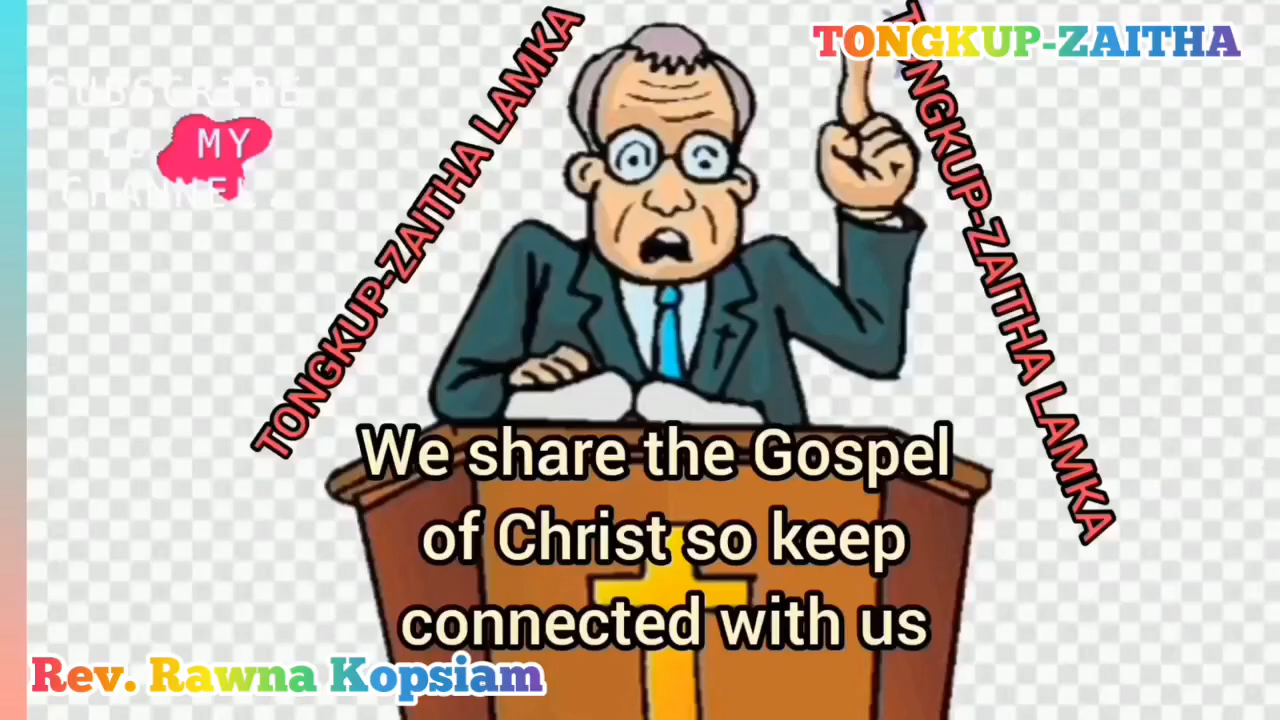 TONGKUP-ZAITHA
SUBSCRIBE
TO MY
CHANNEL
TONGKUP-ZAITHA LAMKA
TONGKUP-ZAITHA LAMKA
We share the Gospel
of Christ so keep
connected with us
Rev. Rawna Kopsiam